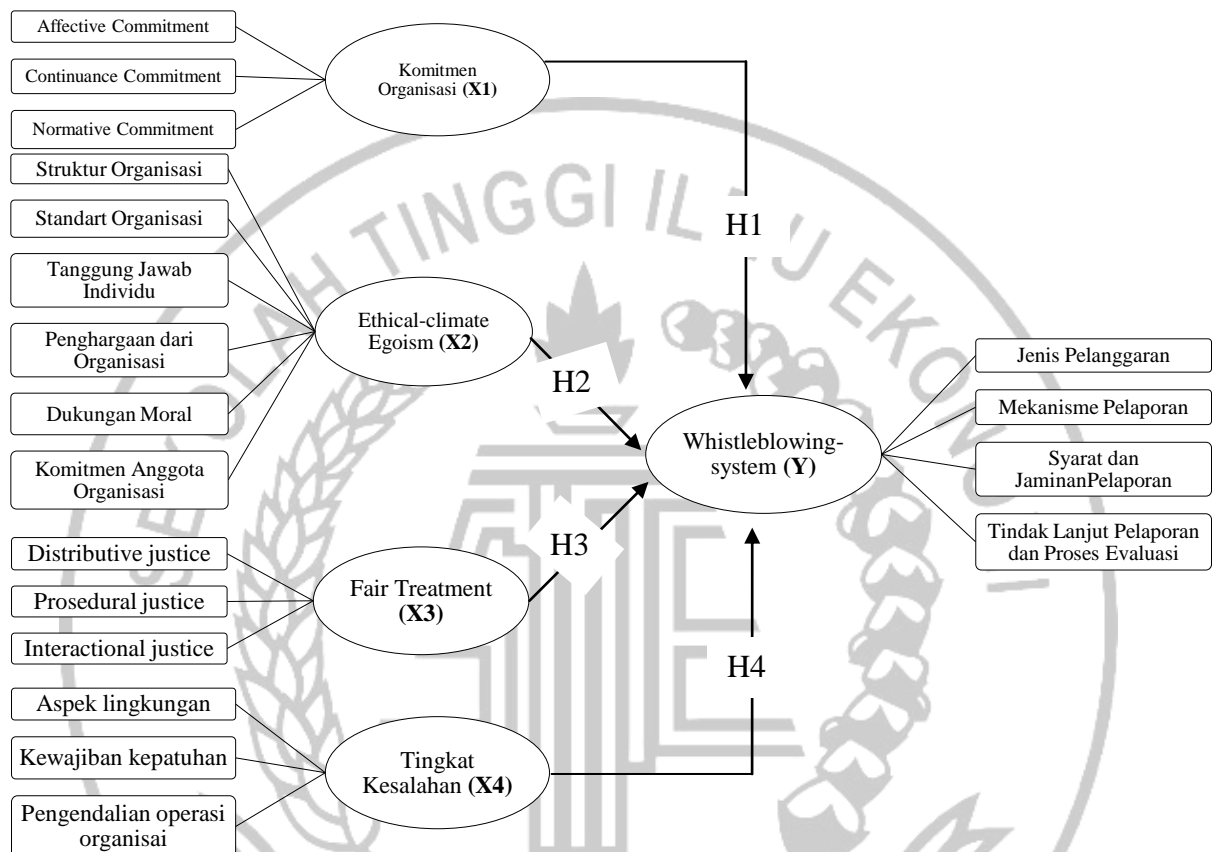 Affective Commitment
Continuance Commitment
Normative Commitment
Komitmen
Organisasi (X1)
Struktur Organisasi
Standart Organisasi
Tanggung Jawab
Individu
Penghargaan dari
Organisasi
Dukungan Moral
Komitmen Anggota
Organisasi
Ethical-climate
Egoism (X2)
Distributive justice
Prosedural justice
Interactional justice
Fair Treatment
(X3)
Aspek lingkungan
Kewajiban kepatuhan
Pengendalian operasi
organisai
Tingkat
Kesalahan (X4)
H1
H2
H3
H4
Whistleblowing-
system (Y)
Jenis Pelanggaran
Mekanisme Pelaporan
Syarat dan
JaminanPelaporan
Tindak Lanjut Pelaporan
dan Proses Evaluasi
TINGGI